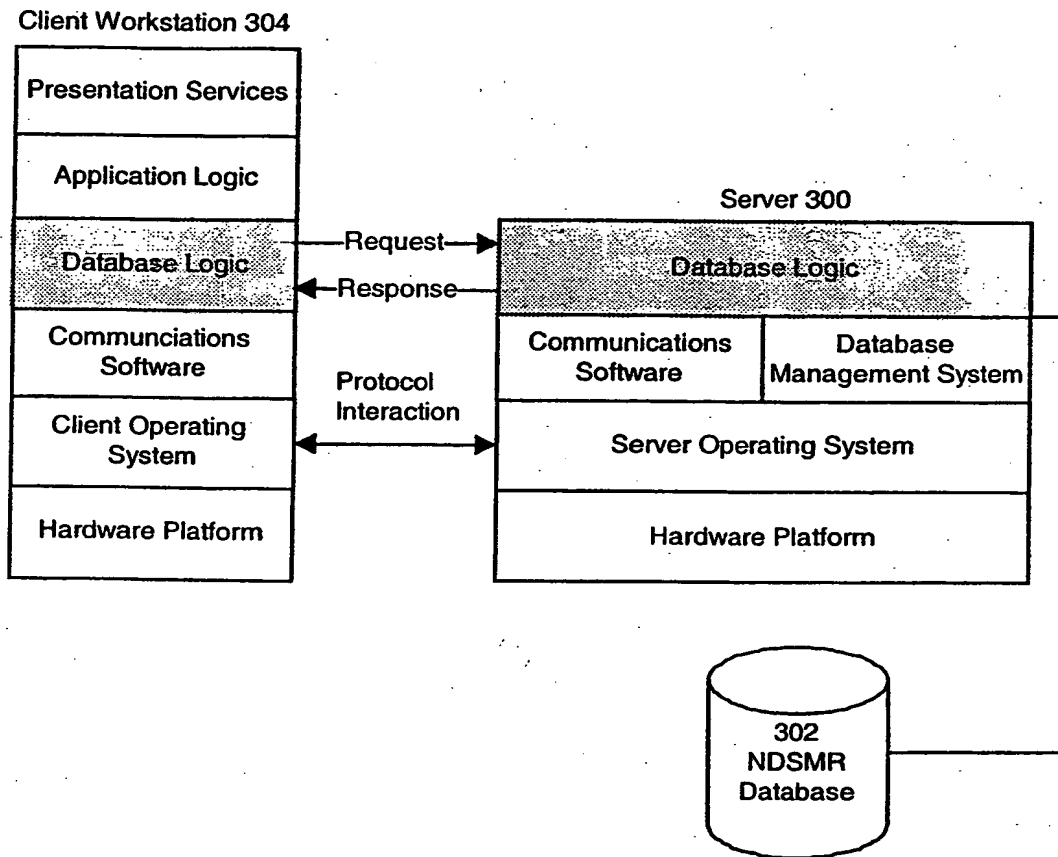 Client Workstation 304
Presentation Services
Application Logic
Database Logic
Communciations
Software
Client Operating
System
Hardware Platform
Request
Response
Protocol
Interaction
Server 300
Database Logic
Communications
Software
Database
Management System
Server Operating System
Hardware Platform
302
NDSMR
Database